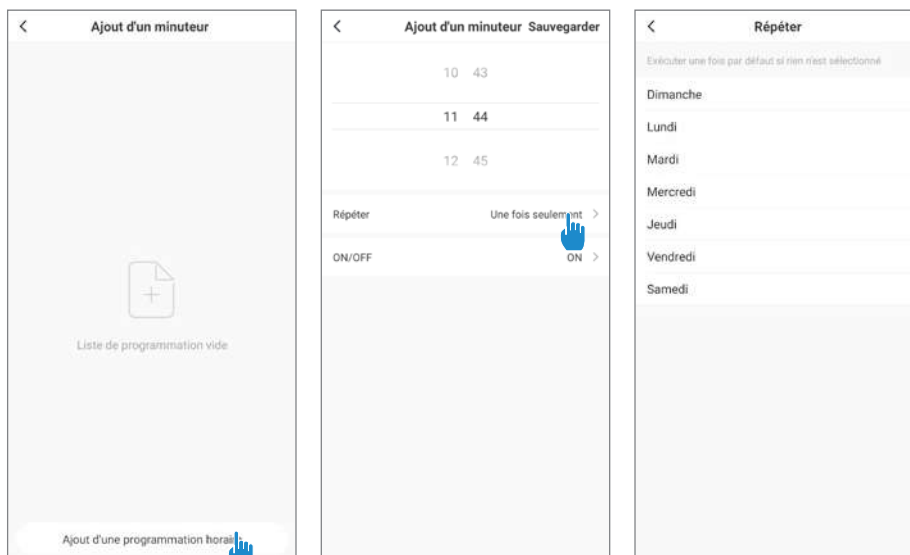 Ajout d'un minuteur
Liste de programmation vide
Ajout d'une programmation horaire
Ajout d'un minuteur Sauvegarder
10 43
11 44
12 45
Répéter Une fois seulement
ON/OFF ON
Répéter
Exécuter une fois par défaut si rien n'est sélectionné
Dimanche
Lundi
Mardi
Mercredi
Jeudi
Vendredi
Samedi